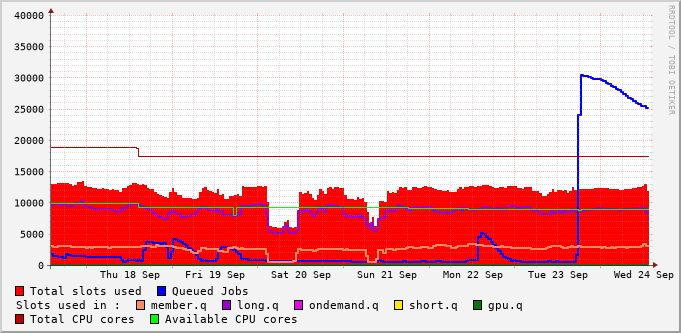 RRDTOOL / TOBI OETIKER
40000
35000
30000
25000
20000
15000
10000
5000
0
Thu 18 Sep Fri 19 Sep Sat 20 Sep Sun 21 Sep Mon 22 Sep Tue 23 Sep Wed 24 Sep
Total slots used Queued Jobs
Slots used in : member.q long.q ondemand.q short.q gpu.q
Total CPU cores Available CPU cores